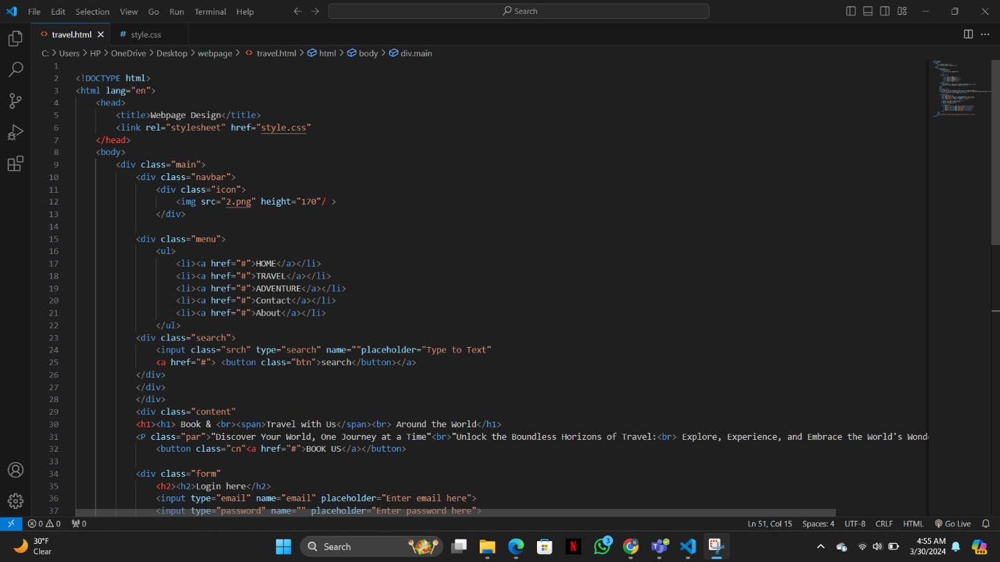 File Edit Selection View Go Run Terminal Help Search
travel.html style.css
C: > Users > HP > OneDrive > Desktop > webpage > travel.html > html > body > div.main
1
2 <!DOCTYPE html>
3 <html lang="en">
4 <head>
5 <title>Webpage Design</title>
6 <link rel="stylesheet" href="style.css"
7 </head>
8 <body>
9 <div class="main">
10 <div class="navbar">
11 <div class="icon">
12 <img src="2.png" height="170"/ >
13 </div>
14
15 <div class="menu">
16 <ul>
17 <li><a href="#">HOME</a></li>
18 <li><a href="#">TRAVEL</a></li>
19 <li><a href="#">ADVENTURE</a></li>
20 <li><a href="#">Contact</a></li>
21 <li><a href="#">About</a></li>
22 </ul>
23 <div class="search">
24 <input class="srch" type="search" name=""placeholder="Type to Text"
25 <a href="#"> <button class="btn">search</button></a>
26 </div>
27 </div>
28 </div>
29 <div class="content"
30 <h1><h1> Book & <br><span>Travel with Us</span><br> Around the World</h1>
31 <P class="par">"Discover Your World, One Journey at a Time"<br>"Unlock the Boundless Horizons of Travel:<br> Explore, Experience, and Embrace the World's
32 <button class="cn"<a href="#">BOOK US</a></button>
33
34 <div class="form"
35 <h2><h2>Login here</h2>
36 <input type="email" name="email" placeholder="Enter email here">
37 <input type="password" name="" placeholder="Enter password here">
0 0 0 Ln 51, Col 15 Spaces: 4 UTF-8 CRLF HTML Go Live
30°F
Clear
Search
3
4:55 AM
3/30/2024
PRE